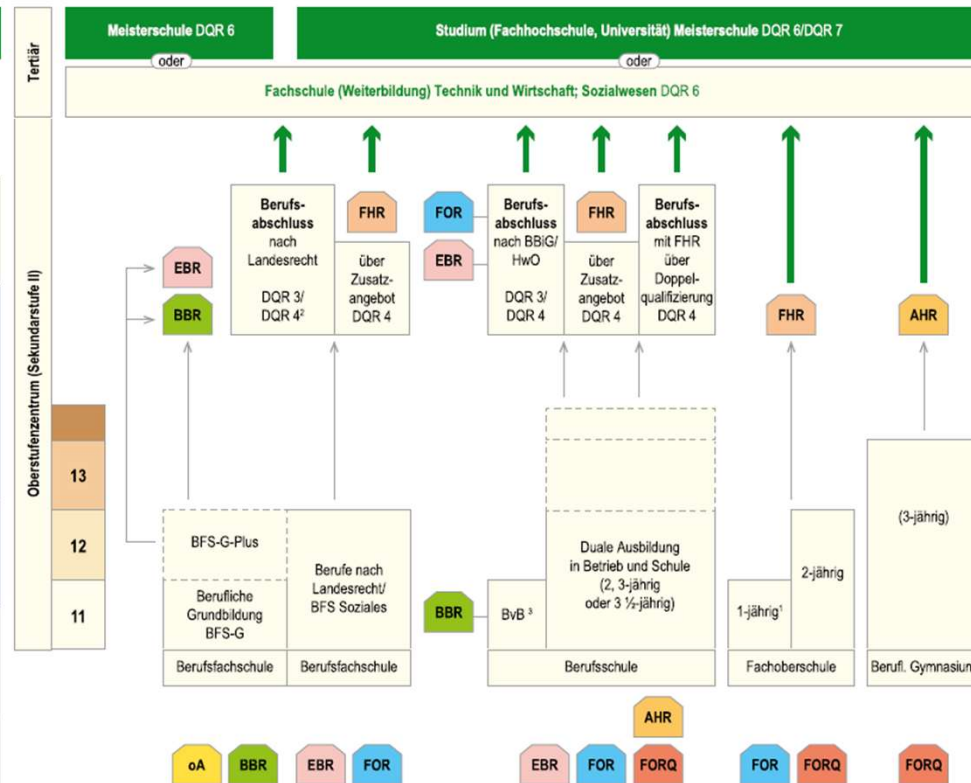 Tertiär
Meisterschule DQR 6
Studium (Fachhochschule, Universität) Meisterschule DQR 6/DQR 7
oder
oder
Fachschule (Weiterbildung) Technik und Wirtschaft; Sozialwesen DQR 6
Oberstufenzentrum (Sekundarstufe II)
EBR
BBR
Berufs-
abschluss
nach
Landesrecht
DQR 3/
DQR 4²
FHR
über
Zusatz-
angebot
DQR 4
FOR
EBR
Berufs-
abschluss
nach BBiG/
HwO
DQR 3/
DQR 4
FHR
über
Zusatz-
angebot
DQR 4
Berufs-
abschluss
mit FHR
über
Doppel-
qualifizierung
DQR 4
FHR
AHR
13
12
11
BFS-G-Plus
Berufliche
Grundbildung
BFS-G
Berufe nach
Landesrecht/
BFS Soziales
BBR
BvB ³
Duale Ausbildung
in Betrieb und Schule
(2, 3-jährig
oder 3 ½-jährig)
1-jährig¹
2-jährig
(3-jährig)
Berufsfachschule
Berufsfachschule
Berufsschule
Fachoberschule
Berufl. Gymnasium
AHR
oA
BBR
EBR
FOR
EBR
FOR
FORQ
FOR
FORQ
FORQ